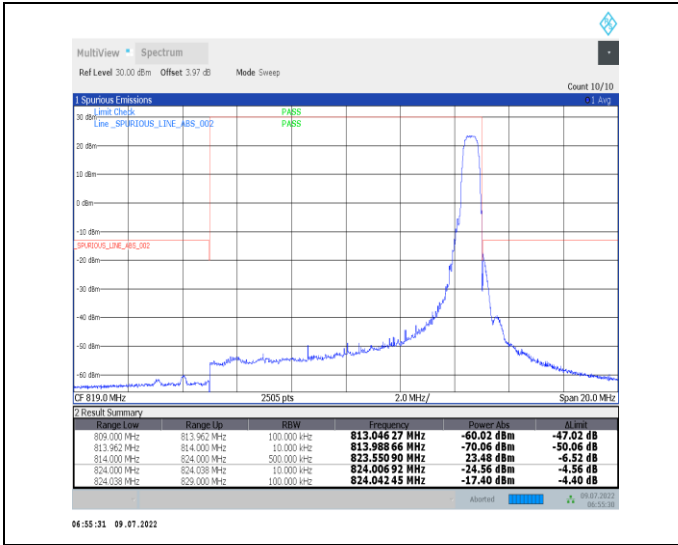 MultiView Spectrum
Ref Level 30.00 dBm Offset 3.97 dB Mode Sweep
Count 10/10
1 Spurious Emissions 1 Avg
Limit Check PASS
30 dBm
Line _SPURIOUS_LINE_ABS_002 PASS
20 dBm
10 dBm
0 dBm
-10 dBm
_SPURIOUS_LINE_ABS_002
-20 dBm
-30 dBm
-40 dBm
-50 dBm
-60 dBm
CF 819.0 MHz 2505 pts 2.0 MHz/ Span 20.0 MHz
2 Result Summary
Range Low Range Up RBW Frequency Power Abs ΔLimit
809.000 MHz 813.962 MHz 100.000 kHz 813.046 27 MHz -60.02 dBm -47.02 dB
813.962 MHz 814.000 MHz 10.000 kHz 813.988 66 MHz -70.06 dBm -50.06 dB
814.000 MHz 824.000 MHz 500.000 kHz 823.550 90 MHz 23.48 dBm -6.52 dB
824.000 MHz 824.038 MHz 10.000 kHz 824.006 92 MHz -24.56 dBm -4.56 dB
824.038 MHz 829.000 MHz 100.000 kHz 824.042 45 MHz -17.40 dBm -4.40 dB
Aborted 09.07.2022
06:55:30
06:55:31 09.07.2022